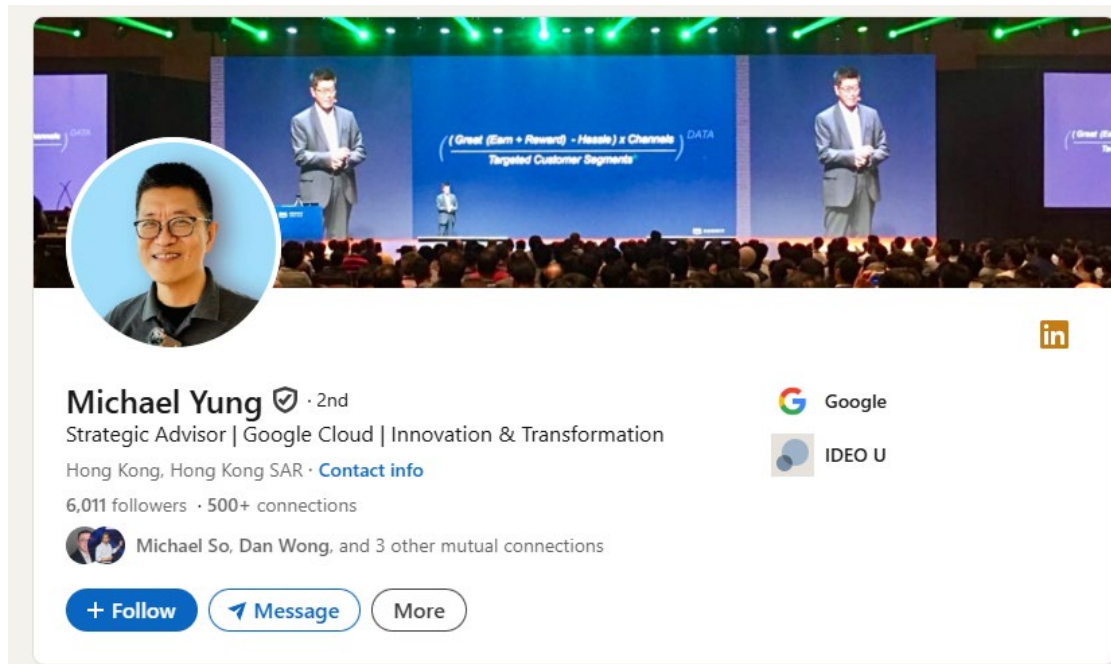 ( (Great (Earn + Reward) - Hassle) x Channels ) DATA
Targeted Customer Segments
DATA
in
Michael Yung · 2nd
Strategic Advisor | Google Cloud | Innovation & Transformation
Hong Kong, Hong Kong SAR · Contact info
6,011 followers · 500+ connections
Michael So, Dan Wong, and 3 other mutual connections
+ Follow
Message
More
Google
IDEO U